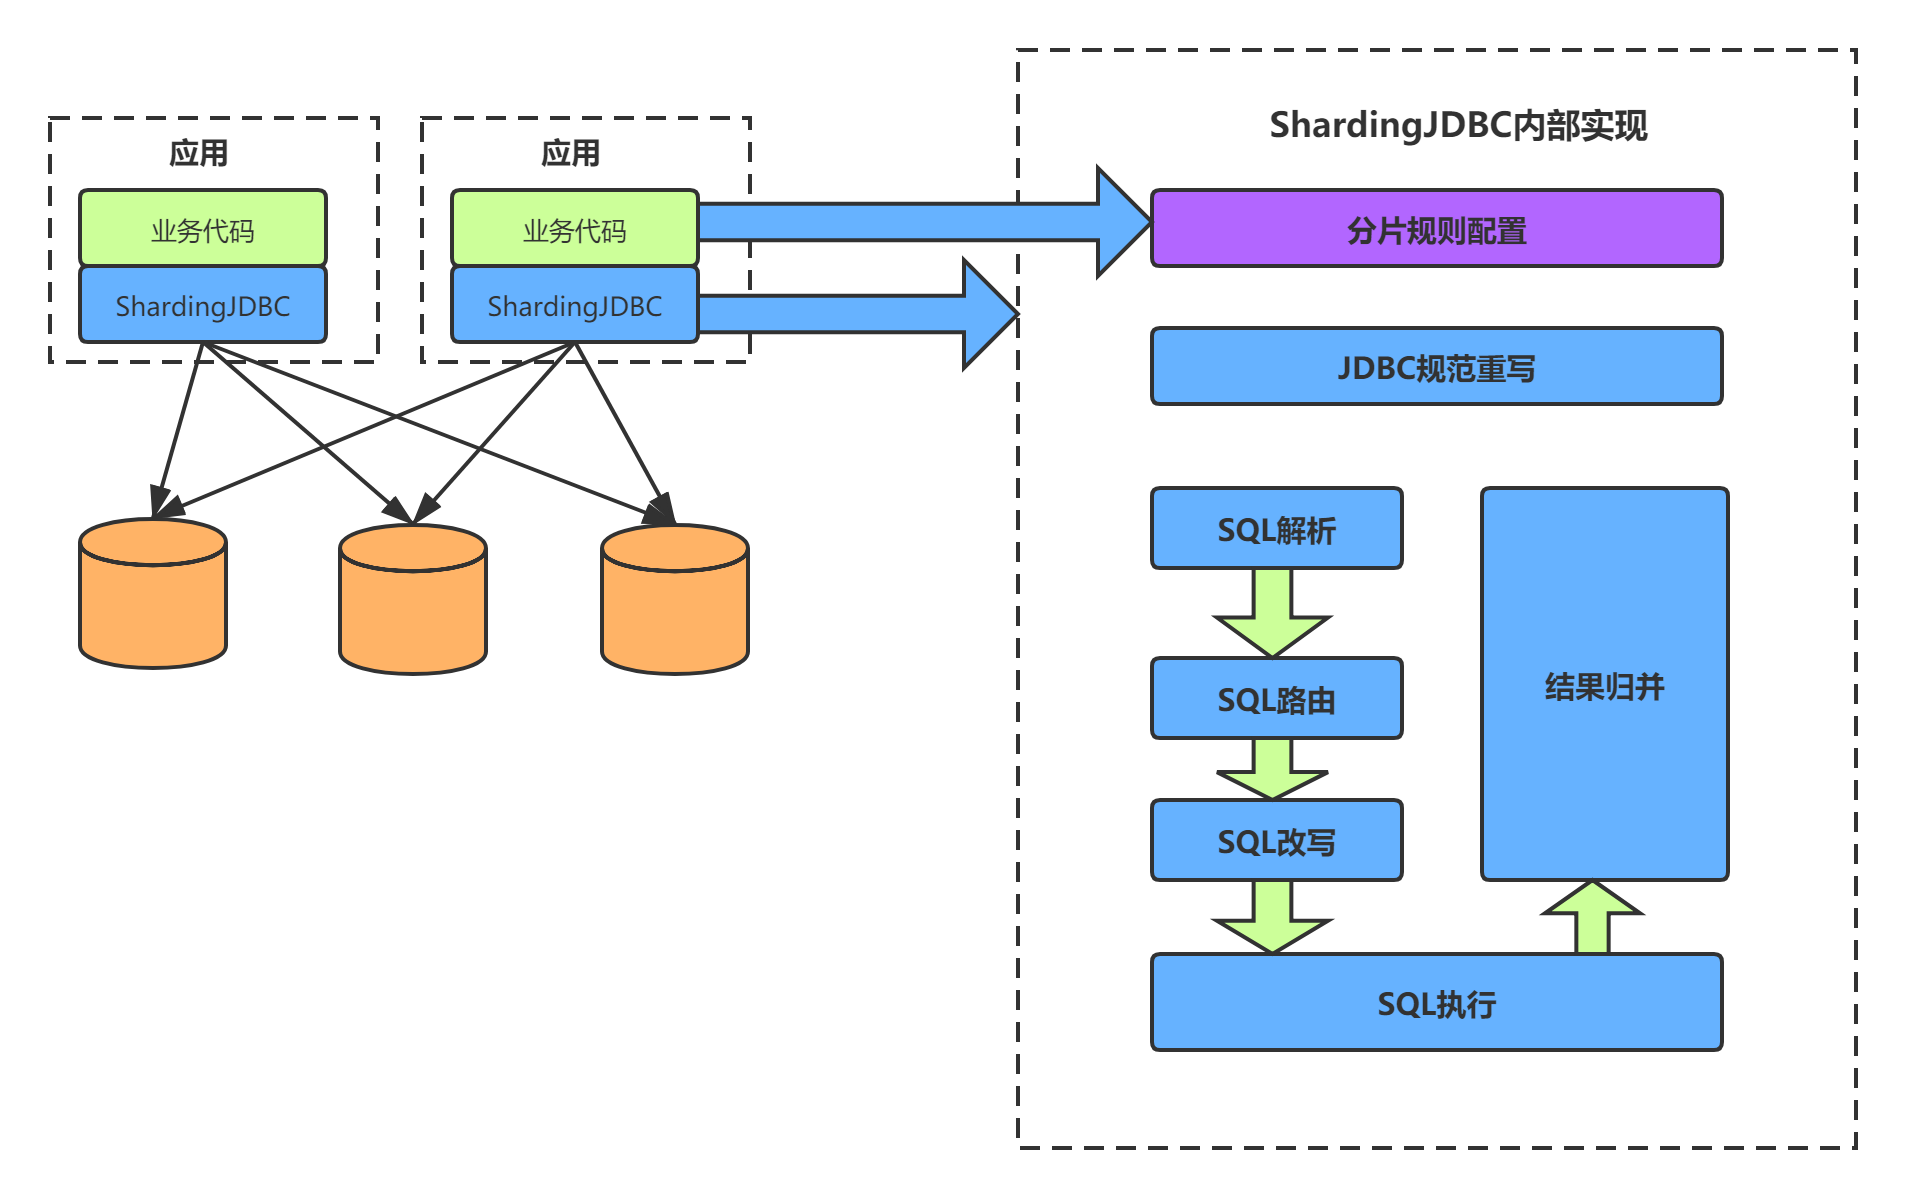 应用
业务代码
ShardingJDBC
应用
业务代码
ShardingJDBC
ShardingJDBC内部实现
分片规则配置
JDBC规范重写
SQL解析
SQL路由
SQL改写
结果归并
SQL执行